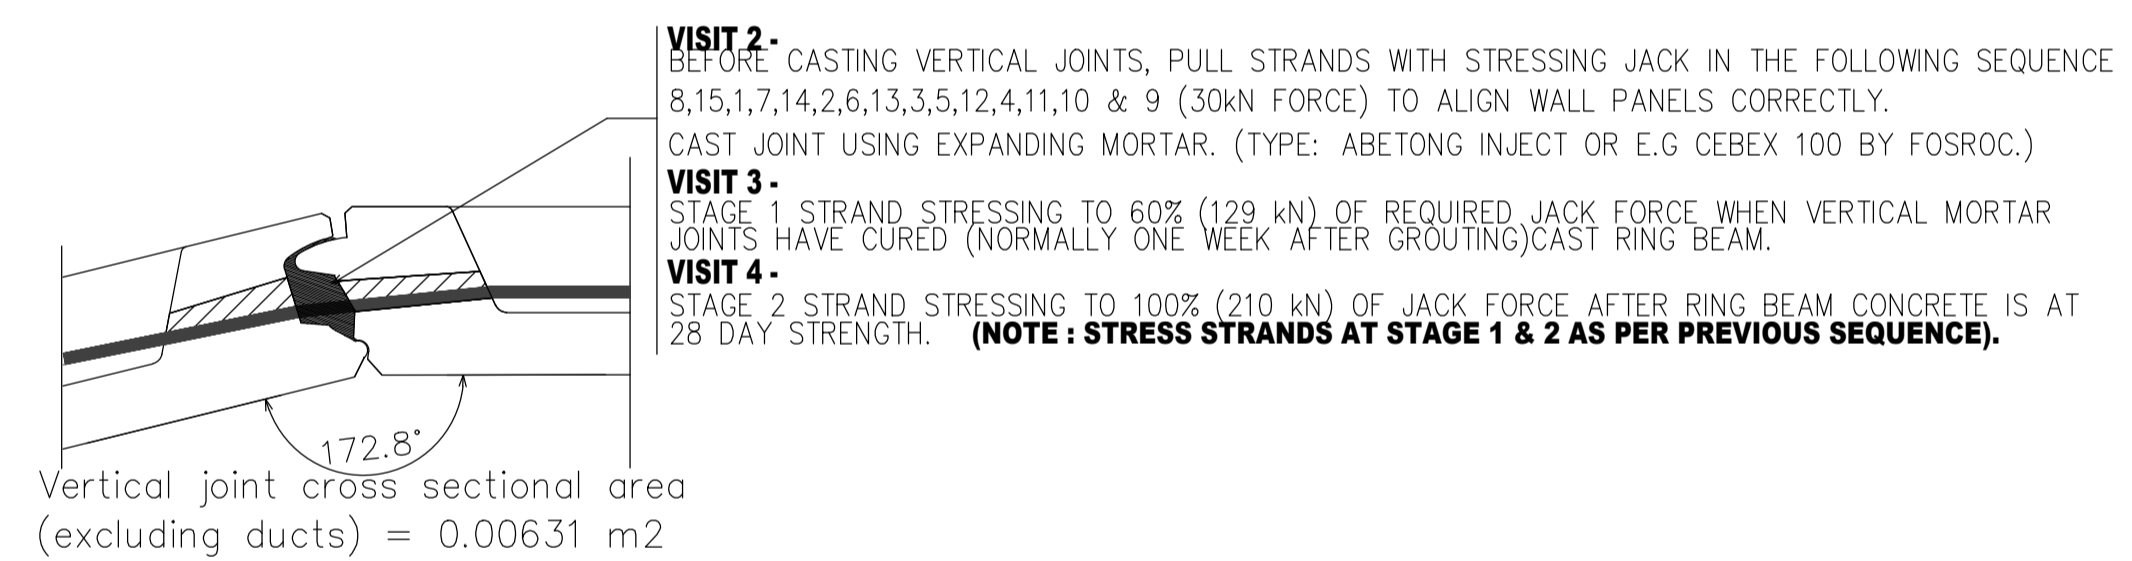 VISIT 2 -
BEFORE CASTING VERTICAL JOINTS, PULL STRANDS WITH STRESSING JACK IN THE FOLLOWING SEQUENCE
8,15,1,7,14,2,6,13,3,5,12,4,11,10 & 9 (30kN FORCE) TO ALIGN WALL PANELS CORRECTLY.
CAST JOINT USING EXPANDING MORTAR. (TYPE: ABETONG INJECT OR E.G CEBEX 100 BY FOSROC.)
VISIT 3 -
STAGE 1 STRAND STRESSING TO 60% (129 kN) OF REQUIRED JACK FORCE WHEN VERTICAL MORTAR
JOINTS HAVE CURED (NORMALLY ONE WEEK AFTER GROUTING)CAST RING BEAM.
VISIT 4 -
STAGE 2 STRAND STRESSING TO 100% (210 kN) OF JACK FORCE AFTER RING BEAM CONCRETE IS AT
28 DAY STRENGTH. (NOTE : STRESS STRANDS AT STAGE 1 & 2 AS PER PREVIOUS SEQUENCE).
172.8°
Vertical joint cross sectional area
(excluding ducts) = 0.00631 m2